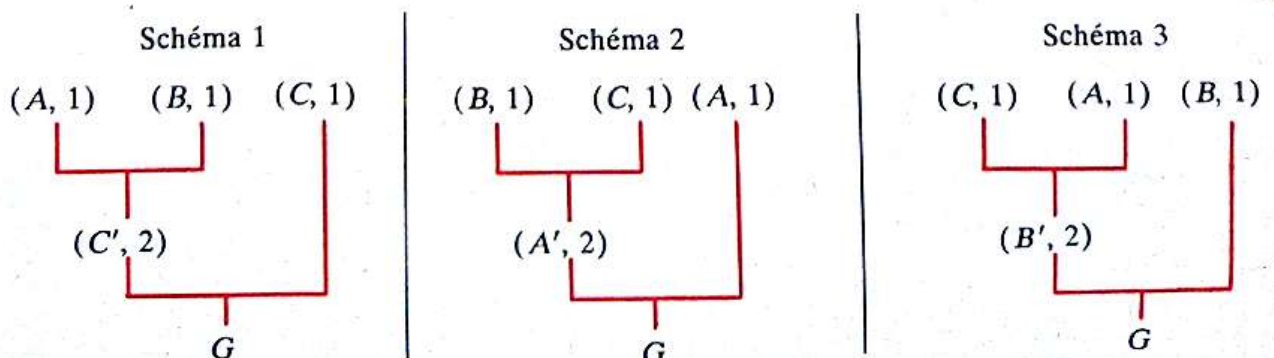 Schéma 1
(A, 1) (B, 1) (C, 1)
(C′, 2)
G
Schéma 2
(B, 1) (C, 1) (A, 1)
(A′, 2)
G
Schéma 3
(C, 1) (A, 1) (B, 1)
(B′, 2)
G